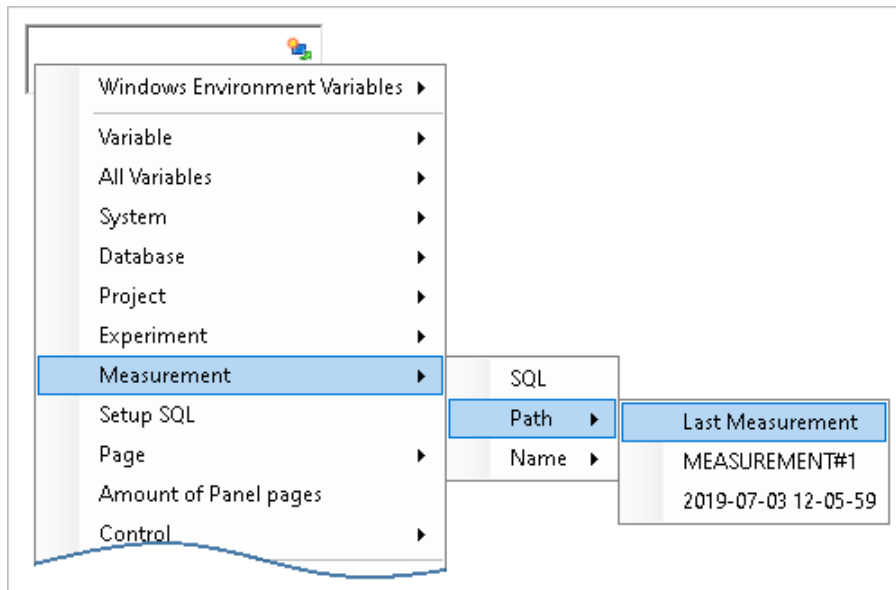 Windows Environment Variables
Variable
All Variables
System
Database
Project
Experiment
Measurement
Setup SQL
Page
Amount of Panel pages
Control
SQL
Path
Name
Last Measurement
MEASUREMENT#1
2019-07-03 12-05-59